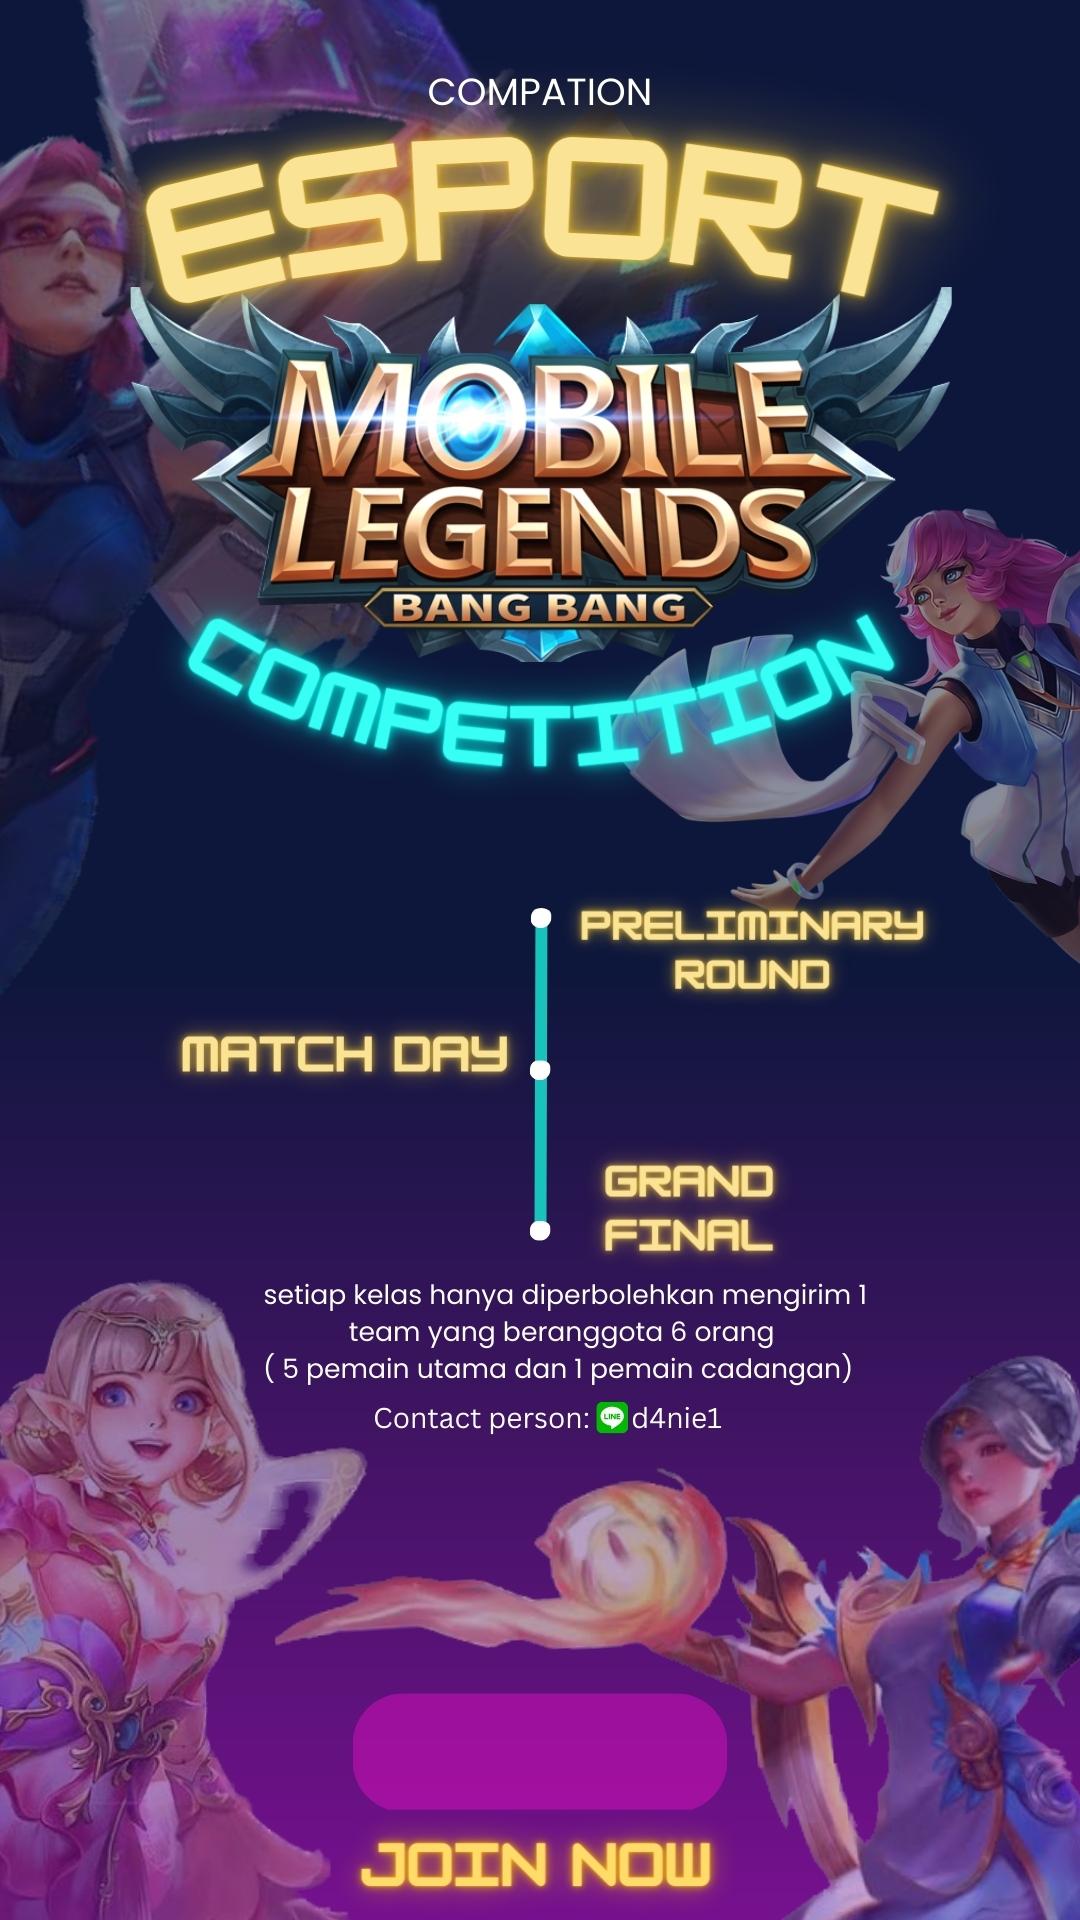 COMPATION
ESPORT
MOBILE
LEGENDS
BANG BANG
COMPETITION
PRELIMINARY
ROUND
MATCH DAY
GRAND
FINAL
setiap kelas hanya diperbolehkan mengirim 1
team yang beranggota 6 orang
( 5 pemain utama dan 1 pemain cadangan)
Contact person: LINE d4nie1
JOIN NOW